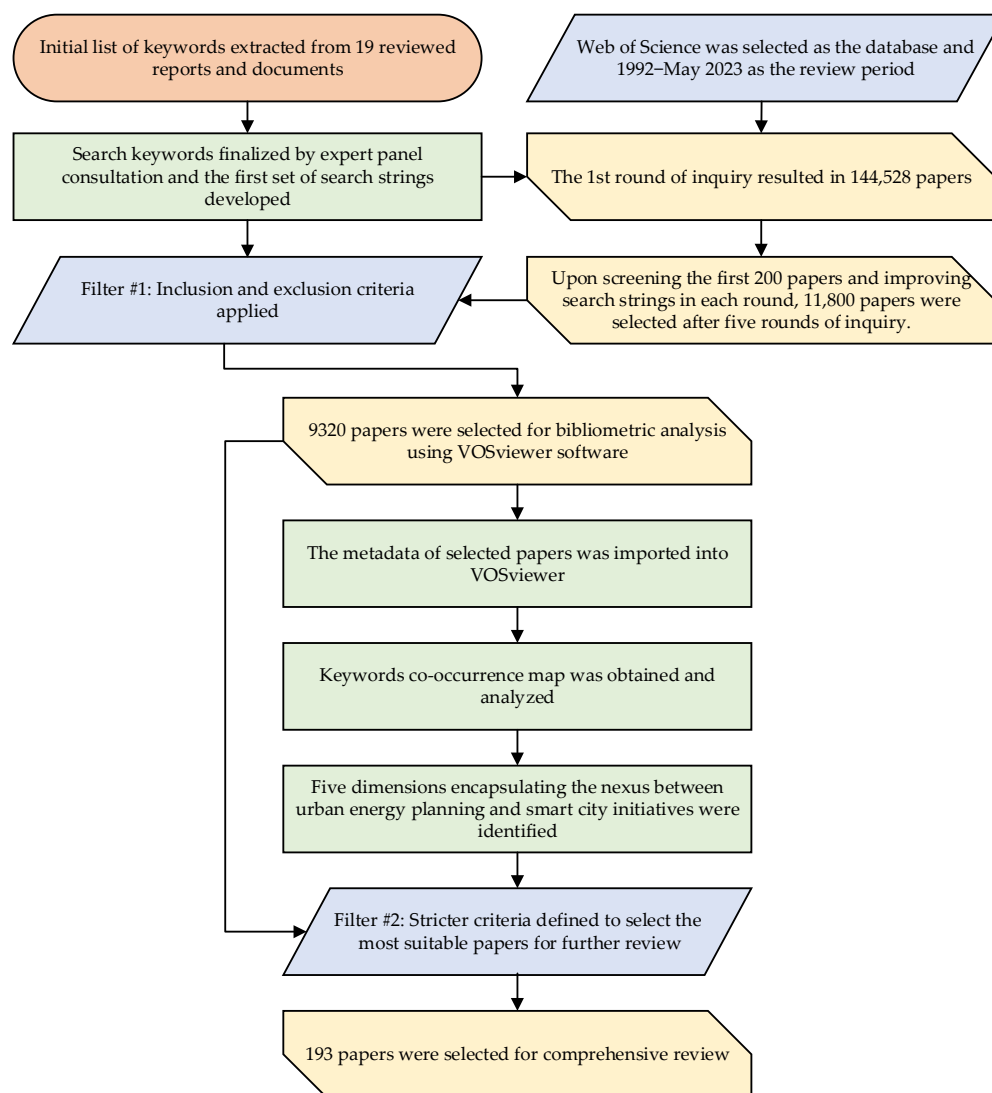 Initial list of keywords extracted from 19 reviewed
reports and documents
Web of Science was selected as the database and
1992–May 2023 as the review period
Search keywords finalized by expert panel
consultation and the first set of search strings
developed
The 1st round of inquiry resulted in 144,528 papers
Filter #1: Inclusion and exclusion criteria
applied
Upon screening the first 200 papers and improving
search strings in each round, 11,800 papers were
selected after five rounds of inquiry.
9320 papers were selected for bibliometric analysis
using VOSviewer software
The metadata of selected papers was imported into
VOSviewer
Keywords co-occurrence map was obtained and
analyzed
Five dimensions encapsulating the nexus between
urban energy planning and smart city initiatives were
identified
Filter #2: Stricter criteria defined to select the
most suitable papers for further review
193 papers were selected for comprehensive review